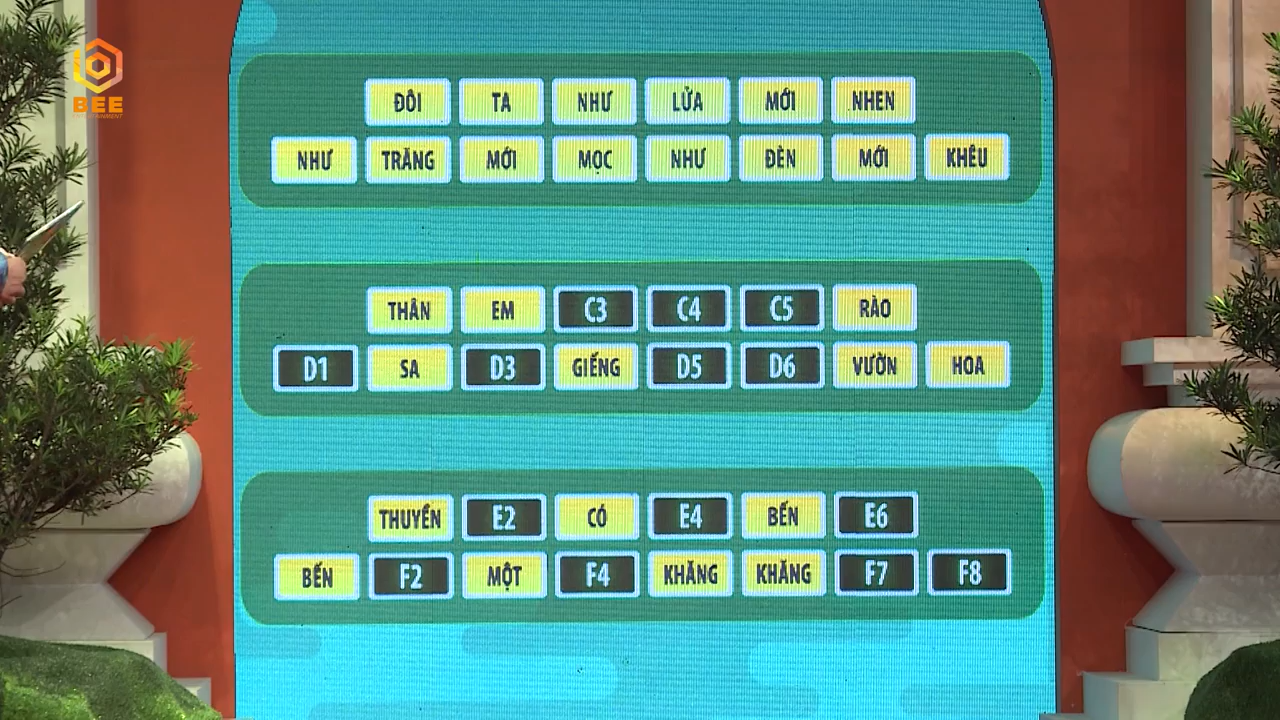 BEE
ENTERTAINMENT
ĐÔI TA NHƯ LỬA MỚI NHEN
NHƯ TRĂNG MỚI MỌC NHƯ ĐÈN MỚI KHÊU
THÂN EM C3 C4 C5 RÀO
D1 SA D3 GIẾNG D5 D6 VƯỜN HOA
THUYỀN E2 CÓ E4 BẾN E6
BẾN F2 MỘT F4 KHĂNG KHĂNG F7 F8